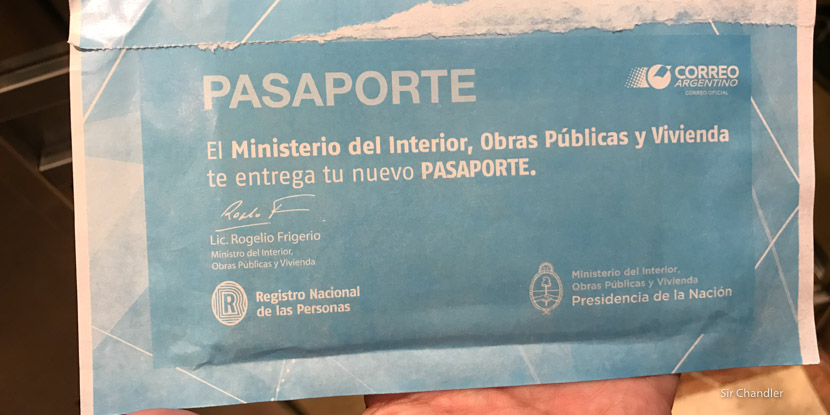 PASAPORTE
CORREO
ARGENTINO
CORREO OFICIAL
El Ministerio del Interior, Obras Públicas y Vivienda
te entrega tu nuevo PASAPORTE.
Lic. Rogelio Frigerio
Ministro del Interior,
Obras Públicas y Vivienda
R
Registro Nacional
de las Personas
Ministerio del Interior,
Obras Públicas y Vivienda
Presidencia de la Nación
Sir Chandler